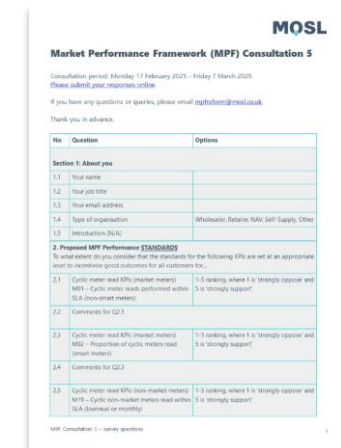 MOSL
Market Performance Framework (MPF) Consultation 5
Consultation period: Monday 17 February 2025 - Friday 7 March 2025
Please submit your responses online.
If you have any questions or queries, please email mpfreform@mosl.co.uk.
Thank you in advance.
No Question Options
Section 1: About you
1.1 Your name
1.2 Your job title
1.3 Your email address
1.4 Type of organisation Wholesaler, Retailer, NAV, Self-Supply, Other
1.5 Introduction (N/A)
2. Proposed MPF Performance STANDARDS
To what extent do you consider that the standards for the following KPIs are set at an appropriate
level to incentivise good outcomes for all customers for...
2.1 Cyclic meter read KPIs (market meters) 1-5 ranking, where 1 is 'strongly oppose' and
M01 – Cyclic meter reads performed within 5 is 'strongly support'
SLA (non-smart meters)
2.2 Comments for Q2.1
2.3 Cyclic meter read KPIs (market meters) 1-5 ranking, where 1 is 'strongly oppose' and
M02 – Proportion of cyclic meters read 5 is 'strongly support'
(smart meters)
2.4 Comments for Q2.3
2.5 Cyclic meter read KPIs (non-market meters) 1-5 ranking, where 1 is 'strongly oppose' and
M19 – Cyclic non-market meters read within 5 is 'strongly support'
SLA (biannual or monthly)
MPF Consultation 5 – survey questions 1